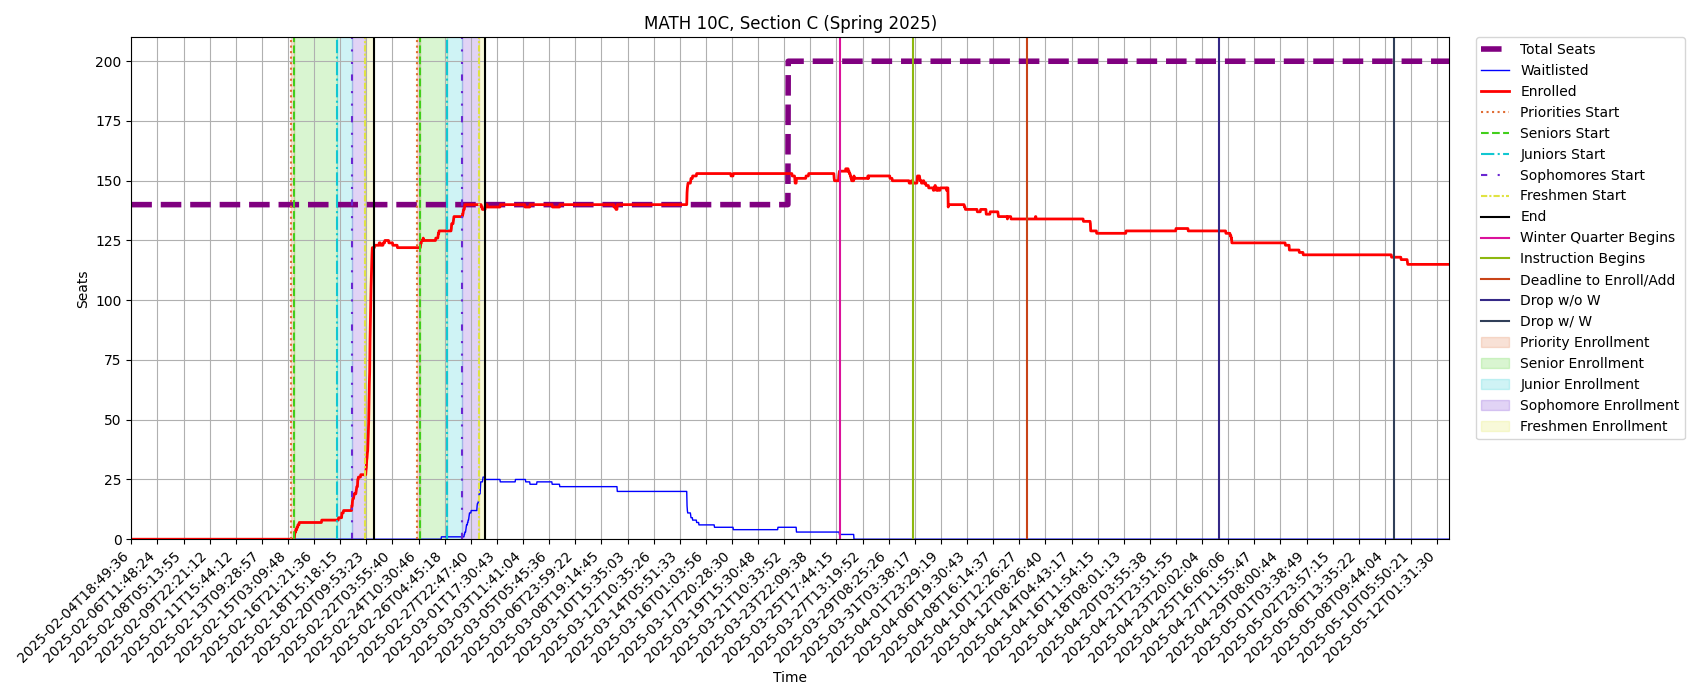 MATH 10C, Section C (Spring 2025)
Seats
200
175
150
125
100
75
50
25
0
2025-02-04T18:49:36
2025-02-06T11:48:24
2025-02-08T05:13:55
2025-02-09T22:21:12
2025-02-11T15:44:12
2025-02-13T09:28:57
2025-02-15T03:09:48
2025-02-16T21:21:36
2025-02-18T15:18:15
2025-02-20T09:53:23
2025-02-22T03:55:40
2025-02-24T10:30:46
2025-02-26T04:45:18
2025-02-27T22:47:40
2025-03-01T17:30:43
2025-03-03T11:41:04
2025-03-05T05:45:36
2025-03-06T23:59:22
2025-03-08T19:14:45
2025-03-10T15:35:03
2025-03-12T10:35:26
2025-03-14T05:51:33
2025-03-16T01:03:56
2025-03-17T20:28:30
2025-03-19T15:30:48
2025-03-21T10:33:52
2025-03-23T22:09:38
2025-03-25T17:44:15
2025-03-27T13:19:52
2025-03-29T08:25:26
2025-03-31T03:38:17
2025-04-01T23:29:19
2025-04-06T19:30:43
2025-04-08T16:14:37
2025-04-10T12:26:27
2025-04-12T08:26:40
2025-04-14T04:43:17
2025-04-16T11:54:15
2025-04-18T08:01:13
2025-04-20T03:55:38
2025-04-21T23:51:55
2025-04-23T20:02:04
2025-04-25T16:06:06
2025-04-27T11:55:47
2025-04-29T08:00:44
2025-05-01T03:38:49
2025-05-02T23:57:15
2025-05-06T13:35:22
2025-05-08T09:44:04
2025-05-10T05:50:21
2025-05-12T01:31:30
Time
Total Seats
Waitlisted
Enrolled
Priorities Start
Seniors Start
Juniors Start
Sophomores Start
Freshmen Start
End
Winter Quarter Begins
Instruction Begins
Deadline to Enroll/Add
Drop w/o W
Drop w/ W
Priority Enrollment
Senior Enrollment
Junior Enrollment
Sophomore Enrollment
Freshmen Enrollment